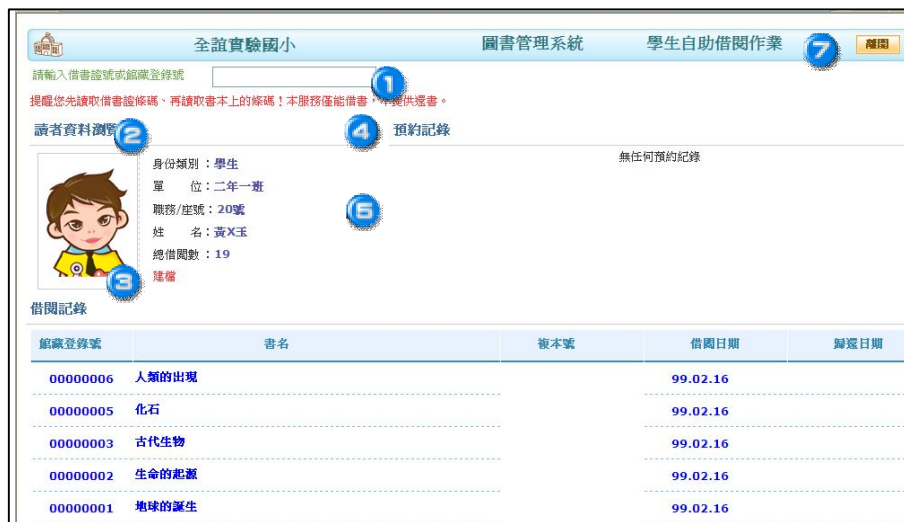 全誼實驗國小 圖書管理系統 學生自助借閱作業 7 離開
請輸入借書證號或館藏登錄號 1
提醒您先讀取借書證條碼、再讀取書本上的條碼!本服務僅能借書,不提供還書。
讀者資料瀏覽 2 4 預約記錄
無任何預約紀錄
身份類別:學生
單 位:二年一班
職務/座號:20號 5
姓 名:黃X玉
總借閱數:19
建檔 3
借閱記錄
館藏登錄號 書名 複本號 借閱日期 歸還日期
00000006 人類的出現 99.02.16
00000005 化石 99.02.16
00000003 古代生物 99.02.16
00000002 生命的起源 99.02.16
00000001 地球的誕生 99.02.16